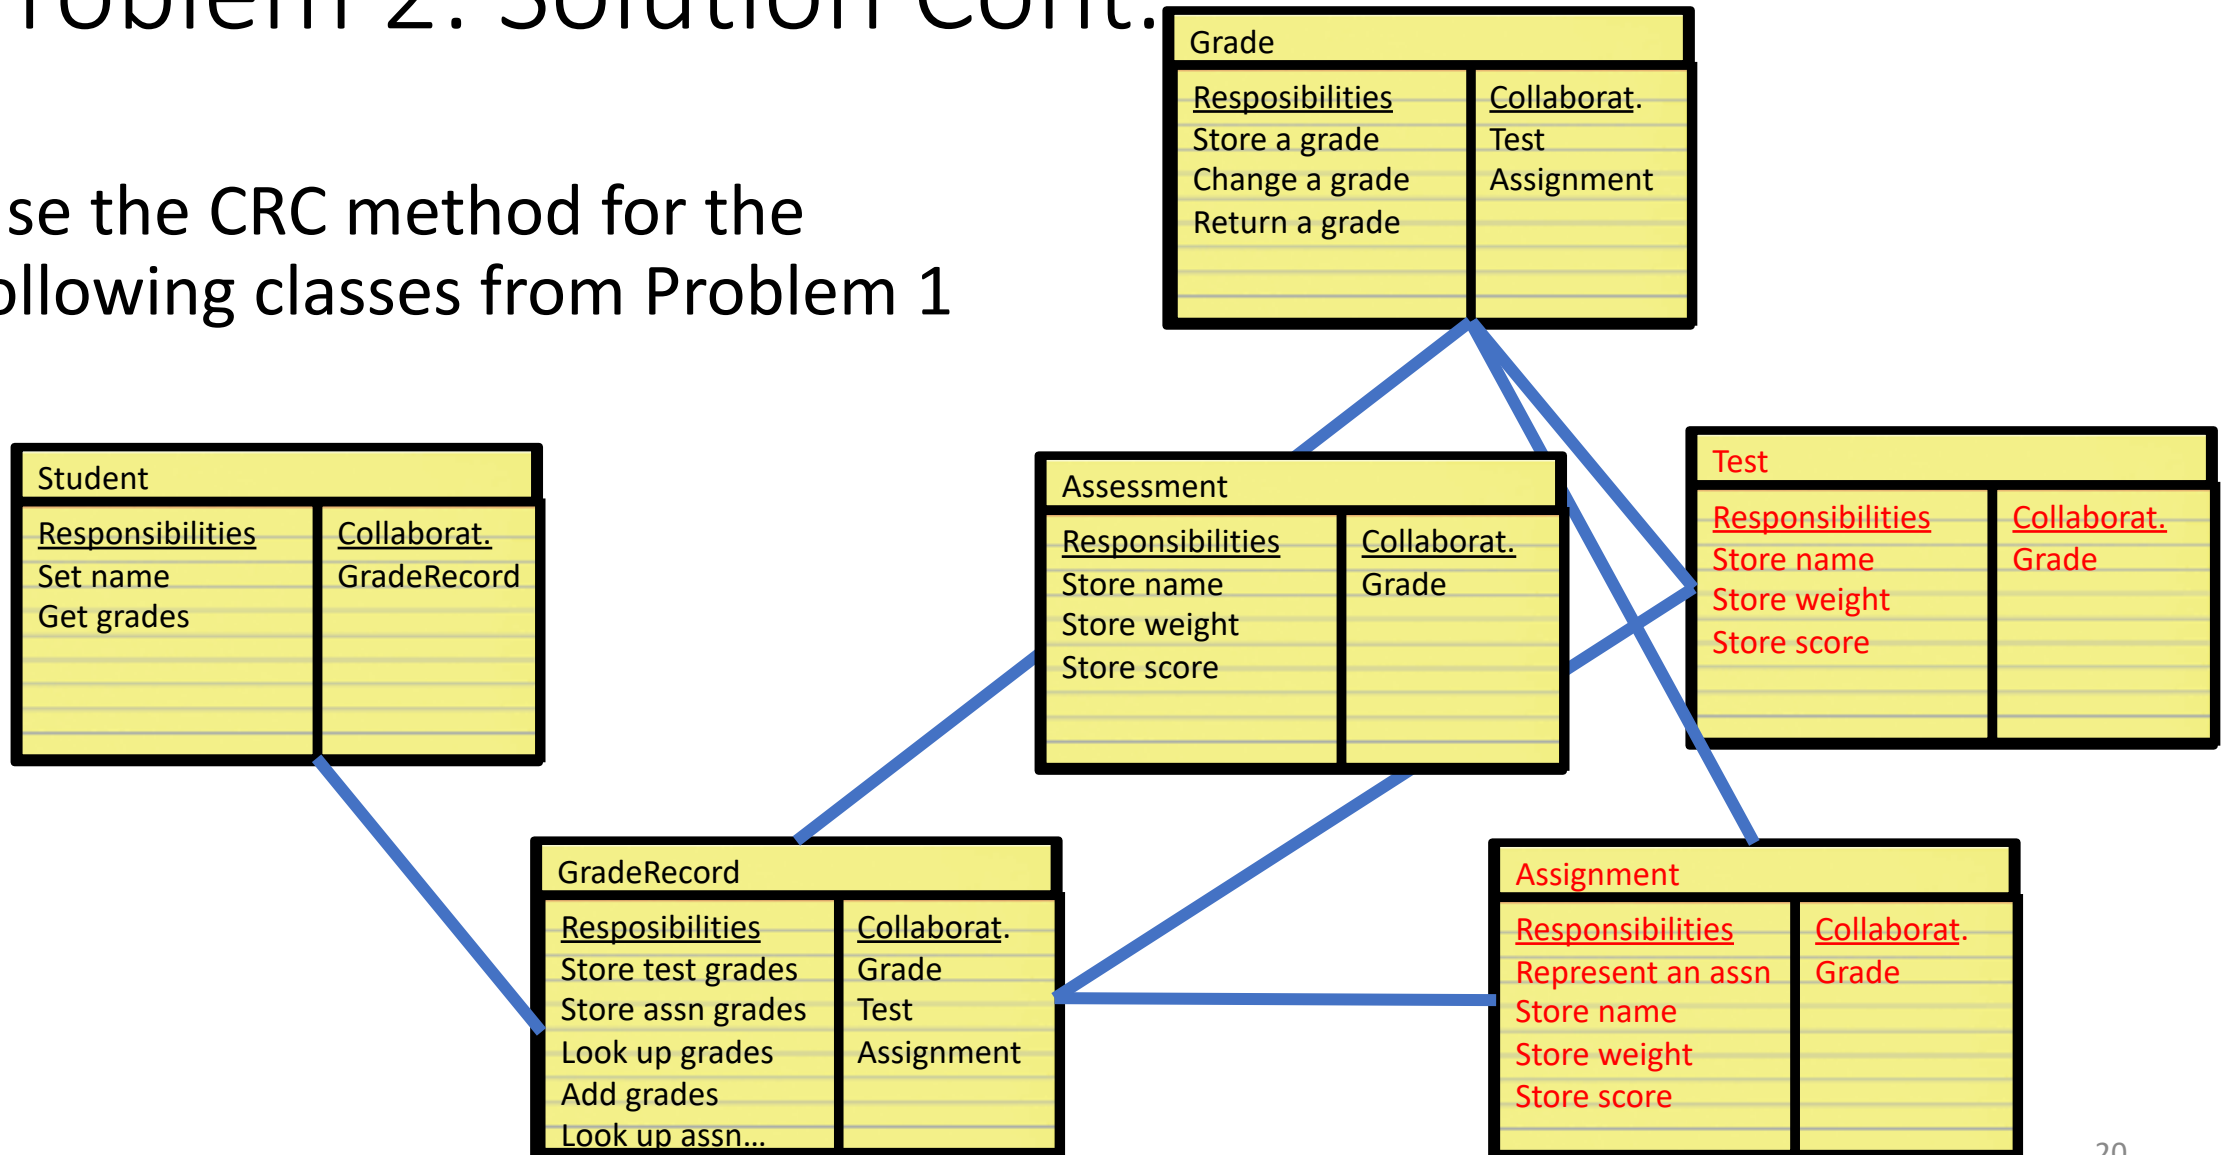 roblem 2: Solution Cont.
se the CRC method for the
ollowing classes from Problem 1
Grade
Resposibilities
Store a grade
Change a grade
Return a grade
Collaborat.
Test
Assignment
Student
Responsibilities
Set name
Get grades
Collaborat.
GradeRecord
Assessment
Responsibilities
Store name
Store weight
Store score
Collaborat.
Grade
Test
Responsibilities
Store name
Store weight
Store score
Collaborat.
Grade
GradeRecord
Resposibilities
Store test grades
Store assn grades
Look up grades
Add grades
Look up assn...
Collaborat.
Grade
Test
Assignment
Assignment
Responsibilities
Represent an assn
Store name
Store weight
Store score
Collaborat.
Grade
20